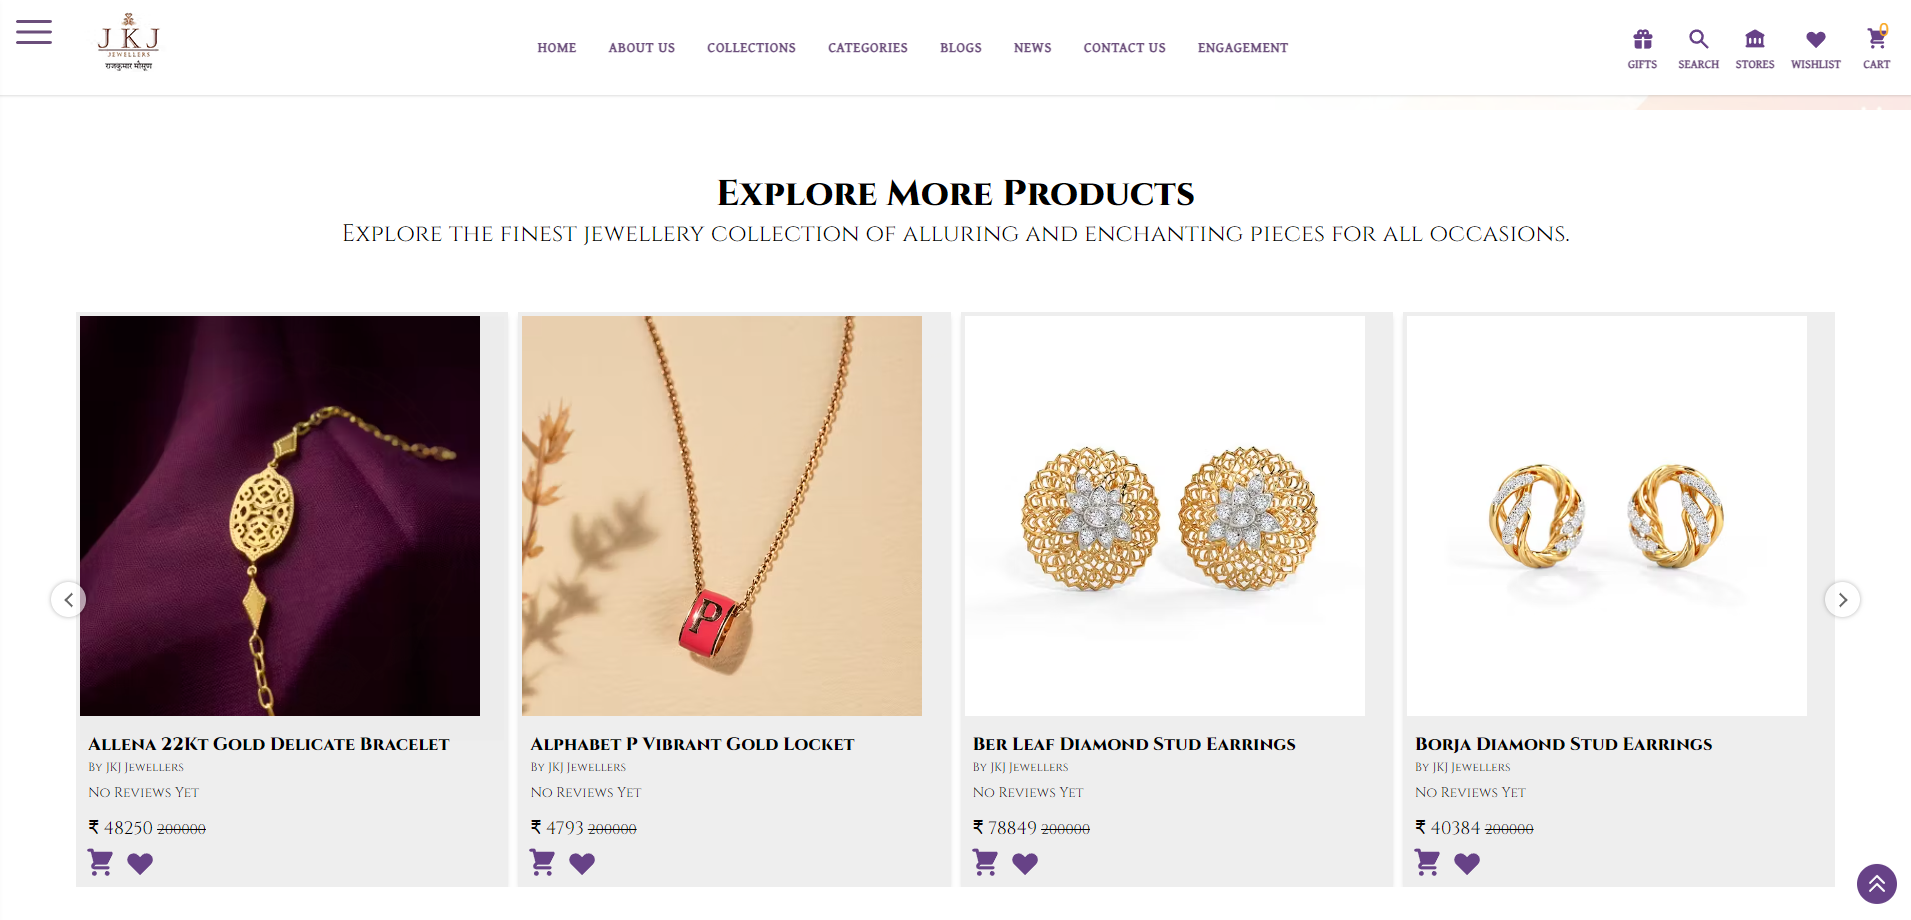 JKJ
JEWELLERS
राजकुमार मौसूण
HOME
ABOUT US
COLLECTIONS
CATEGORIES
BLOGS
NEWS
CONTACT US
ENGAGEMENT
GIFTS
SEARCH
STORES
WISHLIST
0
CART
Explore More Products
Explore the finest jewellery collection of alluring and enchanting pieces for all occasions.
P
Allena 22Kt Gold Delicate Bracelet
By JKJ Jewellers
No Reviews Yet
₹ 48250 200000
Alphabet P Vibrant Gold Locket
By JKJ Jewellers
No Reviews Yet
₹ 4793 200000
Ber Leaf Diamond Stud Earrings
By JKJ Jewellers
No Reviews Yet
₹ 78849 200000
Borja Diamond Stud Earrings
By JKJ Jewellers
No Reviews Yet
₹ 40384 200000